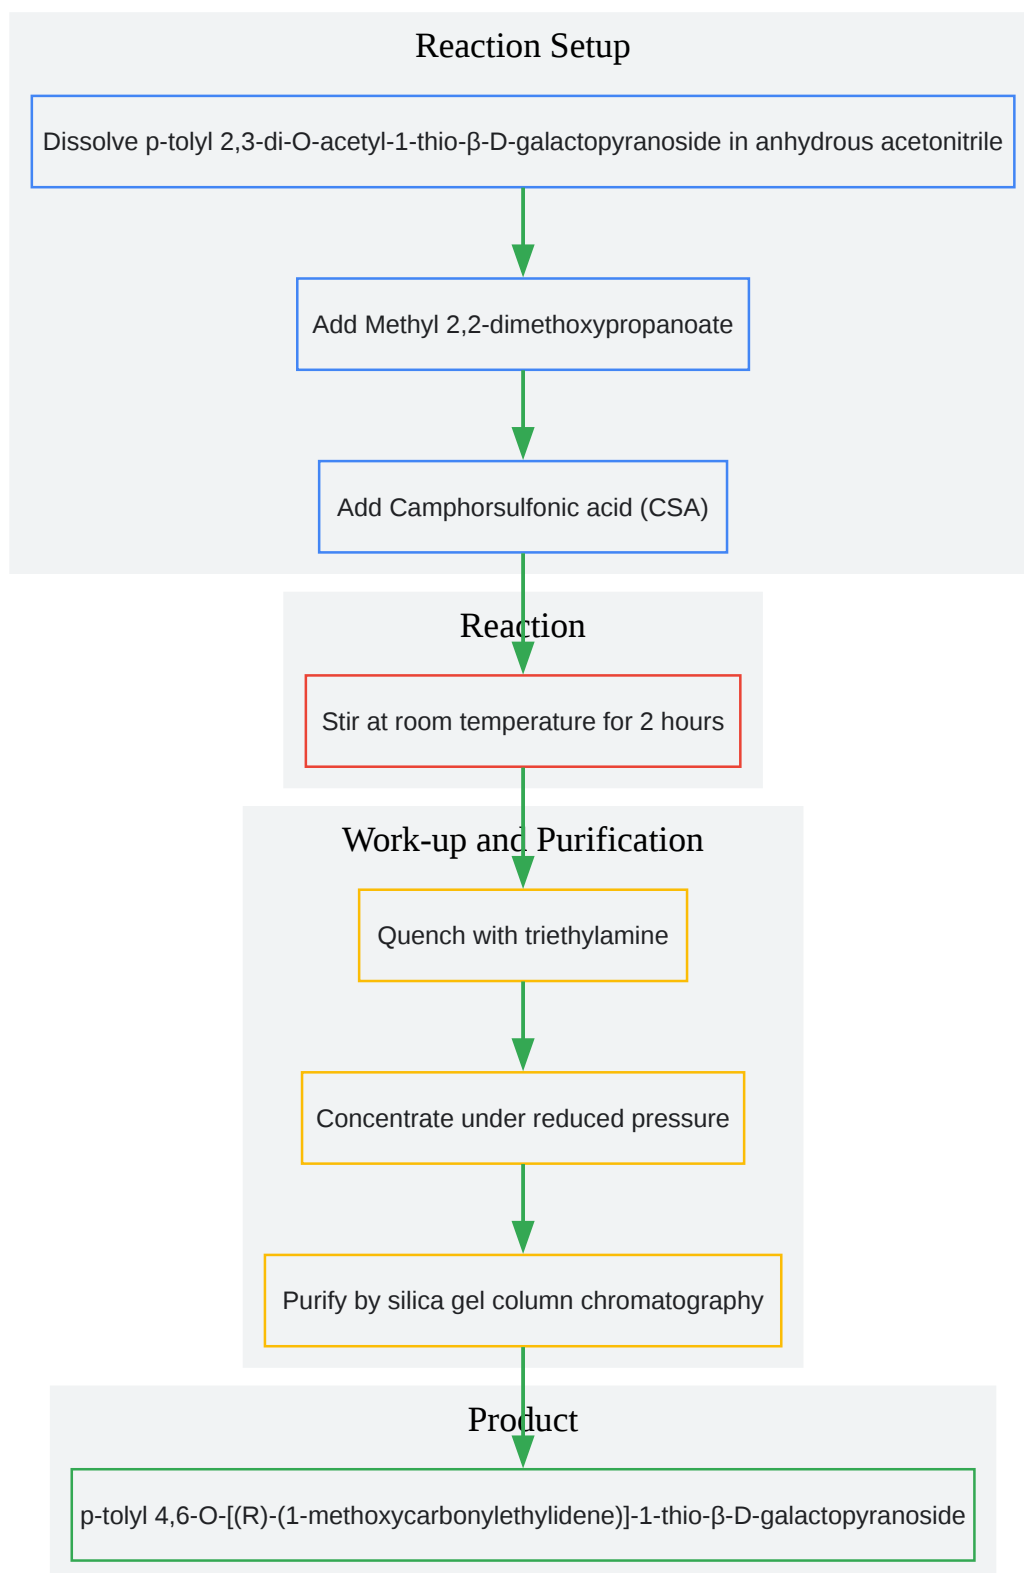 Reaction Setup
Dissolve p-tolyl 2,3-di-O-acetyl-1-thio-β-D-galactopyranoside in anhydrous acetonitrile
Add Methyl 2,2-dimethoxypropanoate
Add Camphorsulfonic acid (CSA)
Reaction
Stir at room temperature for 2 hours
Work-up and Purification
Quench with triethylamine
Concentrate under reduced pressure
Purify by silica gel column chromatography
Product
p-tolyl 4,6-O-[(R)-(1-methoxycarbonylethylidene)]-1-thio-β-D-galactopyranoside